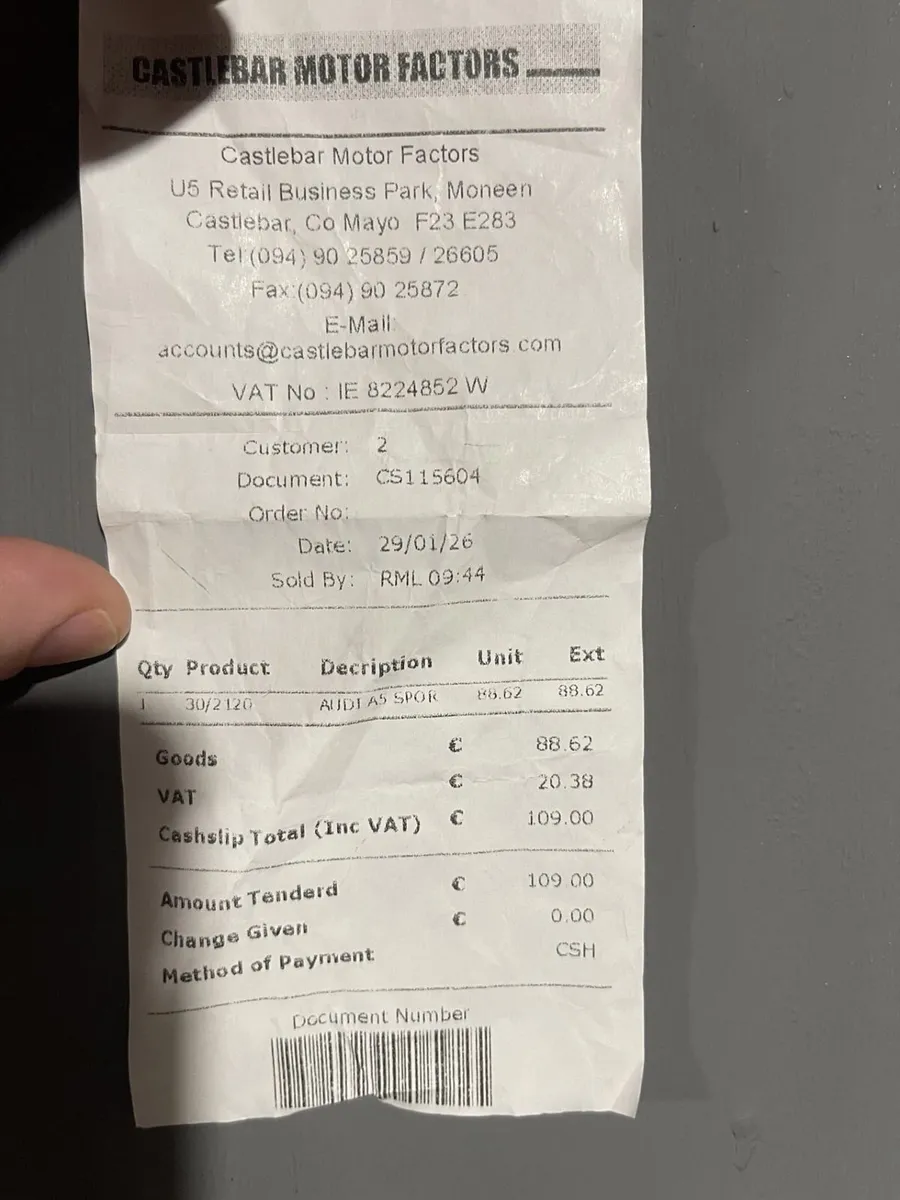 CASTLEBAR MOTOR FACTORS
Castlebar Motor Factors
U5 Retail Business Park, Moneen
Castlebar, Co Mayo F23 E283
Tel:(094) 90 25859 / 26605
Fax:(094) 90 25872
E-Mail:
accounts@castlebarmotorfactors.com
VAT No : IE 8224852 W
Customer: 2
Document: CS115604
Order No:
Date: 29/01/26
Sold By: RML 09:44
Qty Product Decription Unit Ext
1 30/2120 AUDI A5 SPOR 88.62 88.62
Goods € 88.62
VAT € 20.38
Cashslip Total (Inc VAT) € 109.00
Amount Tenderd € 109.00
Change Given € 0.00
Method of Payment CSH
Document Number